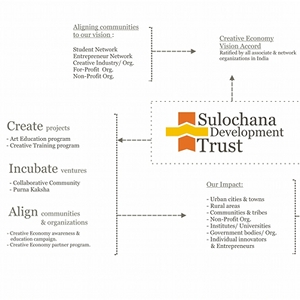 Aligning communities
to our vision :
Student Network
Entrepreneur Network
Creative Industry/ Org.
For-Profit Org.
Non-Profit Org.
Creative Economy
Vision Accord
Ratified by all associate & network
organizations in India
Sulochana
Development
Trust
Create projects
- Art Education program
- Creative Training program
Incubate ventures
- Collaborative Community
- Purna Kaksha
Align communities
& organizations
- Creative Economy awareness &
education campaign.
- Creative Economy partner program.
Our Impact:
- Urban cities & towns
- Rural areas
- Communities & tribes
- Non-Profit Org.
- Institutes/ Universities
- Government bodies/ Org.
- Individual innovators
& Entrepreneurs